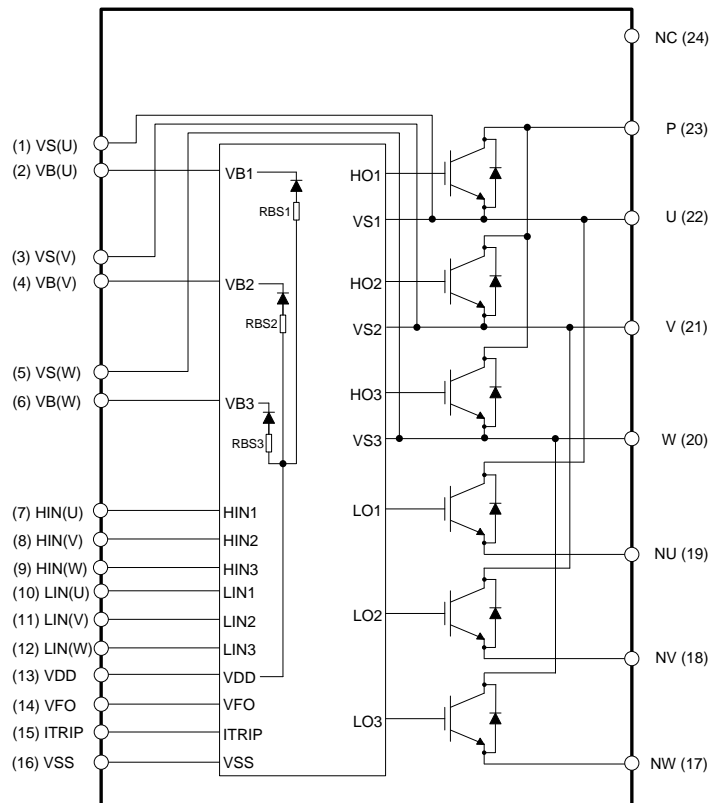 NC (24)
(1) VS(U)
(2) VB(U)
(3) VS(V)
(4) VB(V)
(5) VS(W)
(6) VB(W)
(7) HIN(U)
(8) HIN(V)
(9) HIN(W)
(10) LIN(U)
(11) LIN(V)
(12) LIN(W)
(13) VDD
(14) VFO
(15) ITRIP
(16) VSS
VB1
RBS1
VB2
RBS2
VB3
RBS3
HIN1
HIN2
HIN3
LIN1
LIN2
LIN3
VDD
VFO
ITRIP
VSS
HO1
VS1
HO2
VS2
HO3
VS3
LO1
LO2
LO3
P (23)
U (22)
V (21)
W (20)
NU (19)
NV (18)
NW (17)